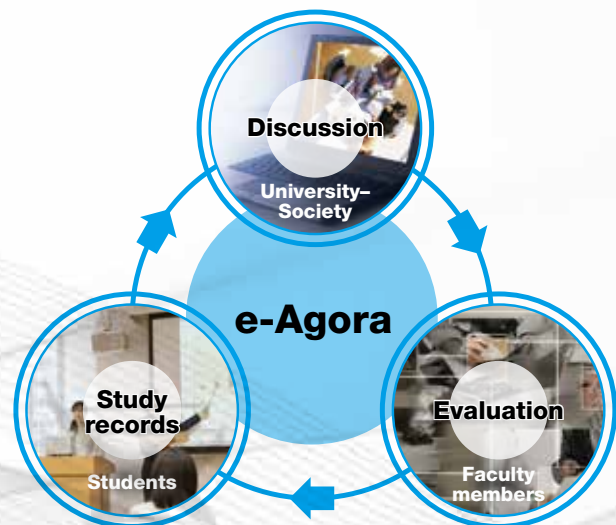 Discussion
University–
Society
e-Agora
Study
records
Students
Evaluation
Faculty
members